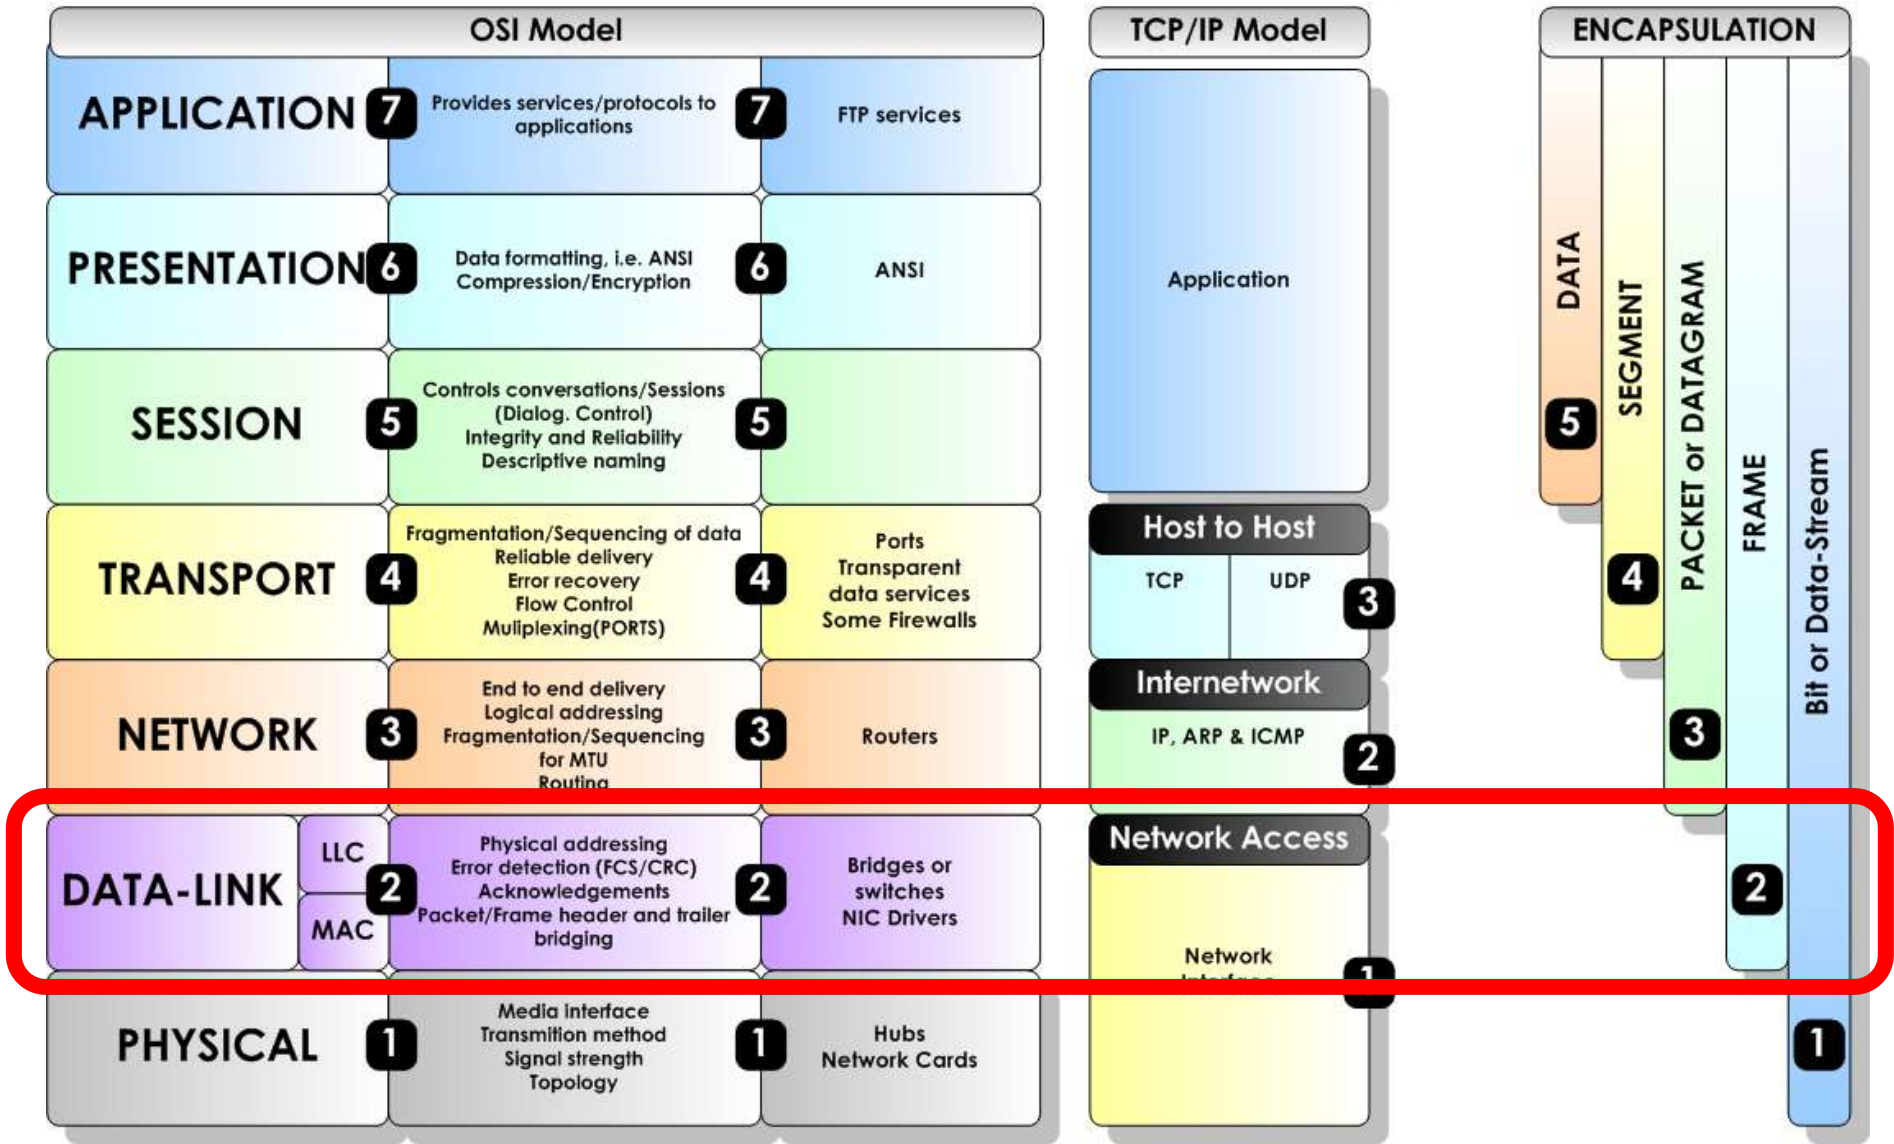 OSI Model
TCP/IP Model
ENCAPSULATION
APPLICATION
7
Provides services/protocols to
applications
7
FTP services
PRESENTATION
6
Data formatting, i.e. ANSI
Compression/Encryption
6
ANSI
SESSION
5
Controls conversations/Sessions
(Dialog. Control)
Integrity and Reliability
Descriptive naming
5
TRANSPORT
4
Fragmentation/Sequencing of data
Reliable delivery
Error recovery
Flow Control
Muliplexing(PORTS)
4
Ports
Transparent
data services
Some Firewalls
NETWORK
3
End to end delivery
Logical addressing
Fragmentation/Sequencing
for MTU
Routing
3
Routers
DATA-LINK
LLC
MAC
2
Physical addressing
Error detection (FCS/CRC)
Acknowledgements
Packet/Frame header and trailer
bridging
2
Bridges or
switches
NIC Drivers
PHYSICAL
1
Media interface
Transmition method
Signal strength
Topology
1
Hubs
Network Cards
Application
Host to Host
TCP
UDP
3
Internetwork
IP, ARP & ICMP
2
Network Access
Network
Interface
1
DATA
5
SEGMENT
4
PACKET or DATAGRAM
3
FRAME
2
Bit or Data-Stream
1